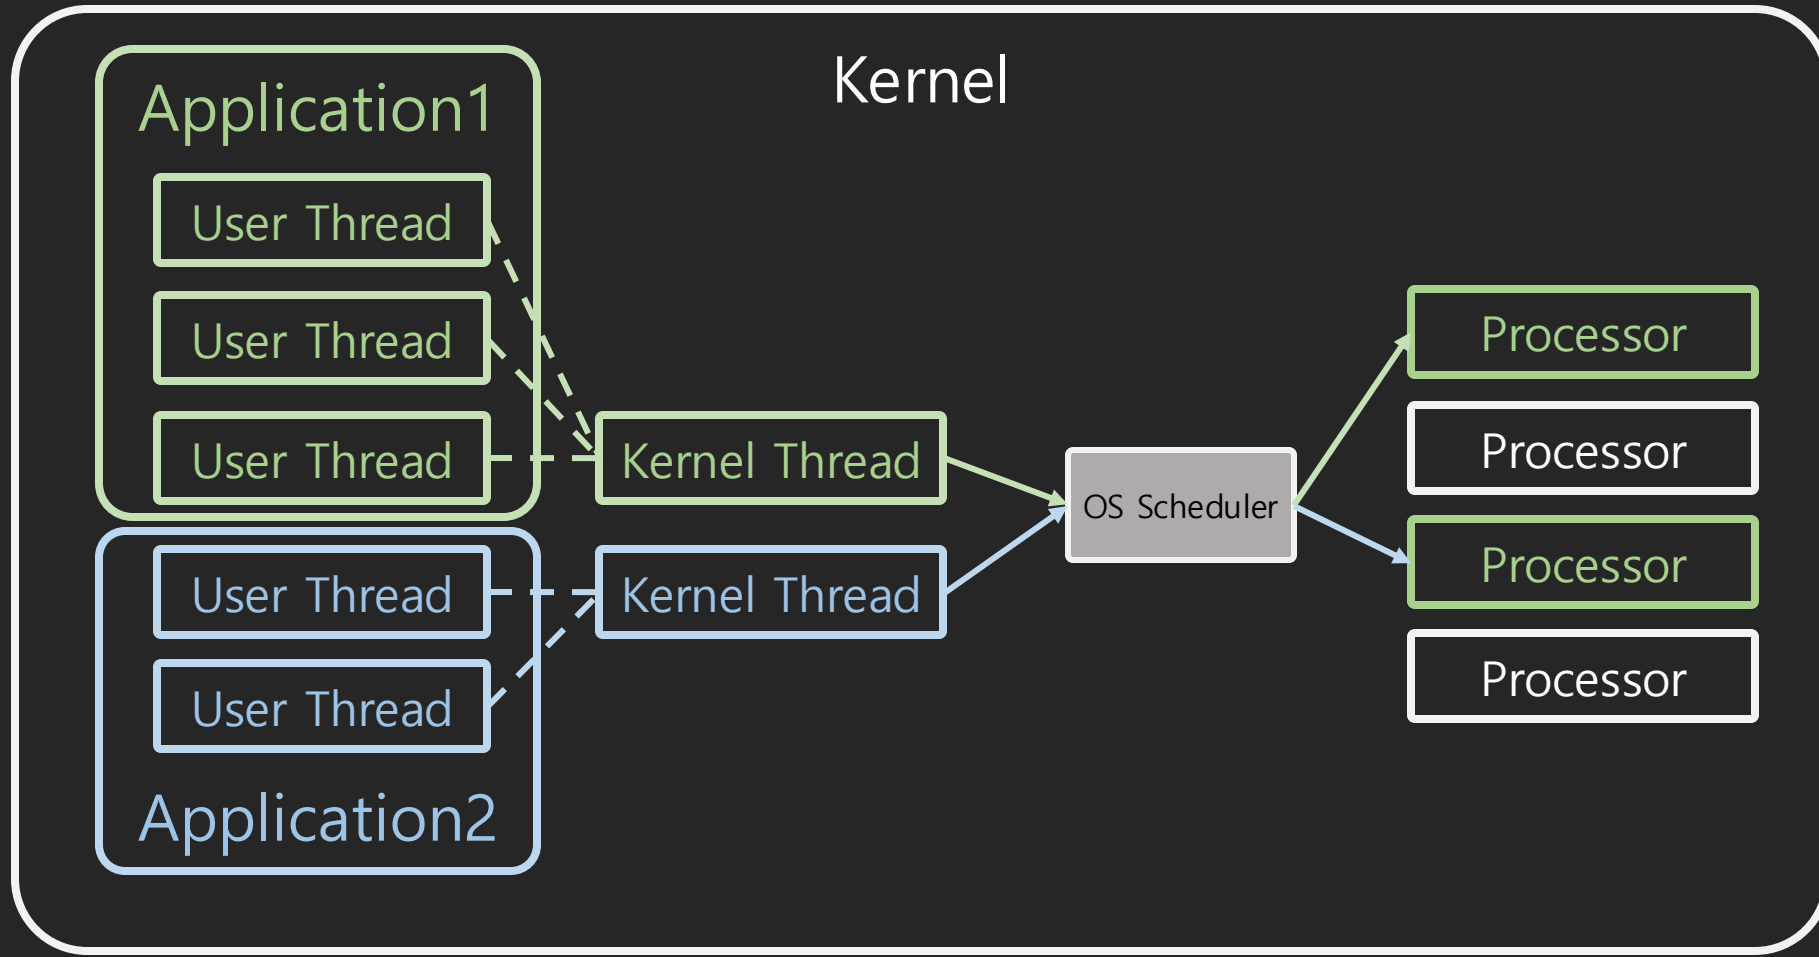 Kernel
Application1
User Thread
User Thread
User Thread
Kernel Thread
User Thread
User Thread
Application2
Kernel Thread
OS Scheduler
Processor
Processor
Processor
Processor